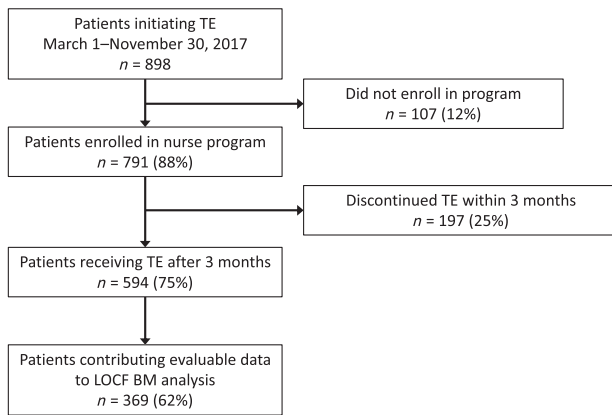 Patients initiating TE
March 1–November 30, 2017
n = 898
Did not enroll in program
n = 107 (12%)
Patients enrolled in nurse program
n = 791 (88%)
Discontinued TE within 3 months
n = 197 (25%)
Patients receiving TE after 3 months
n = 594 (75%)
Patients contributing evaluable data
to LOCF BM analysis
n = 369 (62%)